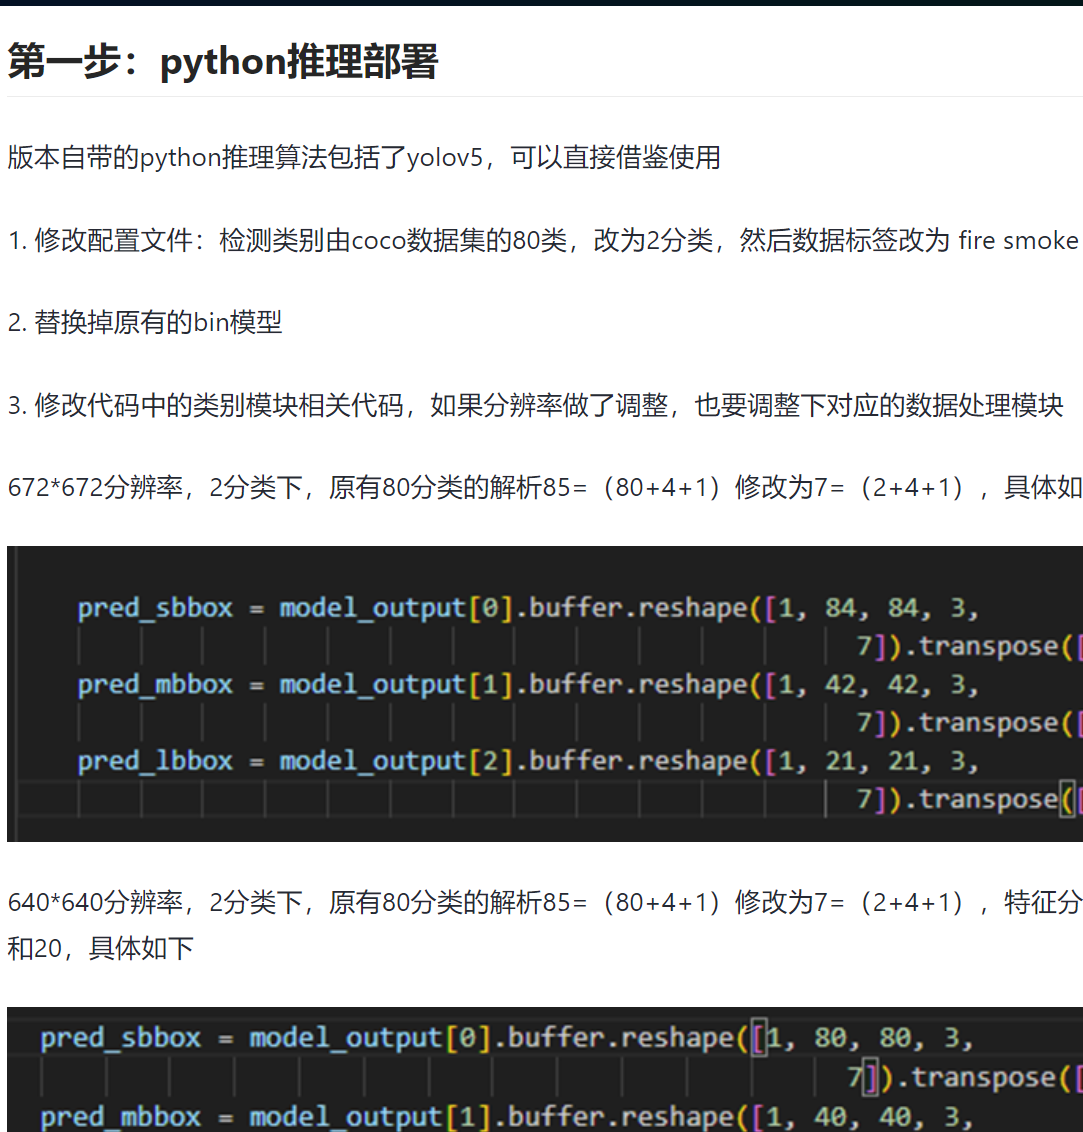 第一步：python推理部署
版本自带的python推理算法包括了yolov5，可以直接借鉴使用
1. 修改配置文件：检测类别由coco数据集的80类，改为2分类，然后数据标签改为 fire smoke
2. 替换掉原有的bin模型
3. 修改代码中的类别模块相关代码，如果分辨率做了调整，也要调整下对应的数据处理模块
672*672分辨率，2分类下，原有80分类的解析85=（80+4+1）修改为7=（2+4+1），具体如
pred_sbbox = model_output[0].buffer.reshape([1, 84, 84, 3,
7]).transpose([
pred_mbbox = model_output[1].buffer.reshape([1, 42, 42, 3,
7]).transpose([
pred_lbbox = model_output[2].buffer.reshape([1, 21, 21, 3,
7]).transpose([
640*640分辨率，2分类下，原有80分类的解析85=（80+4+1）修改为7=（2+4+1），特征分
和20，具体如下
pred_sbbox = model_output[0].buffer.reshape([1, 80, 80, 3,
7]).transpose([
pred_mbbox = model_output[1].buffer.reshape([1, 40, 40, 3,